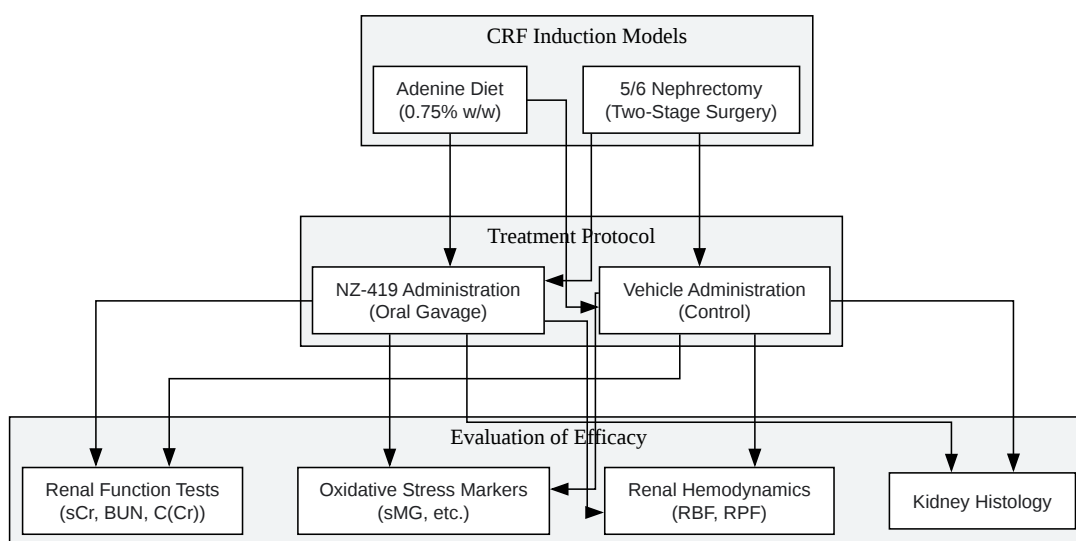 CRF Induction Models
Adenine Diet
(0.75% w/w)
5/6 Nephrectomy
(Two-Stage Surgery)
Treatment Protocol
NZ-419 Administration
(Oral Gavage)
Vehicle Administration
(Control)
Evaluation of Efficacy
Renal Function Tests
(sCr, BUN, C(Cr))
Oxidative Stress Markers
(sMG, etc.)
Renal Hemodynamics
(RBF, RPF)
Kidney Histology